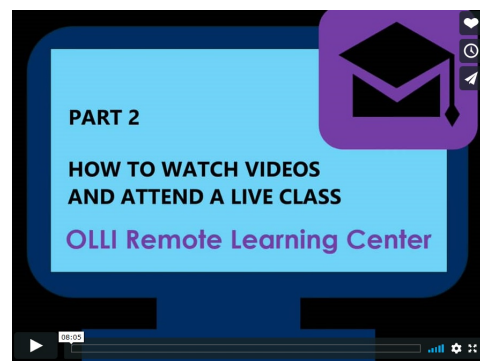 PART 2
HOW TO WATCH VIDEOS
AND ATTEND A LIVE CLASS
OLLI Remote Learning Center
08:05